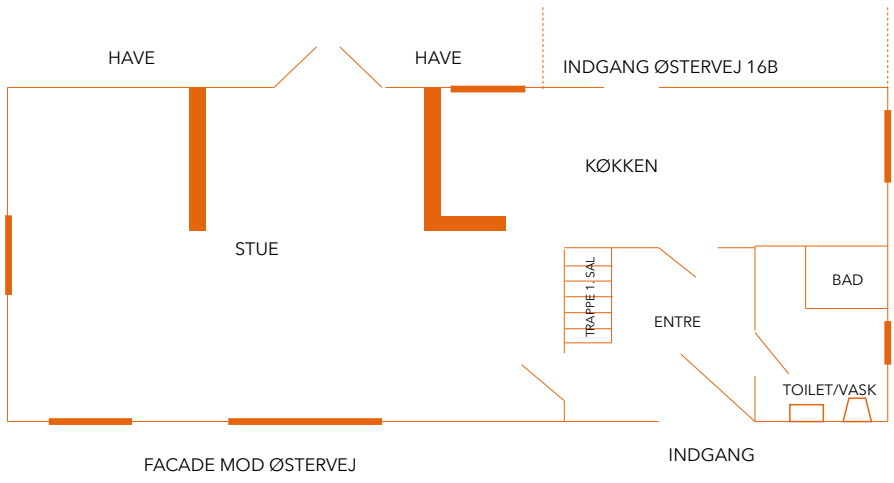 HAVE
HAVE
INDGANG ØSTERVEJ 16B
KØKKEN
STUE
TRAPPE 1. SAL
BAD
ENTRE
TOILET/VASK
INDGANG
FACADE MOD ØSTERVEJ